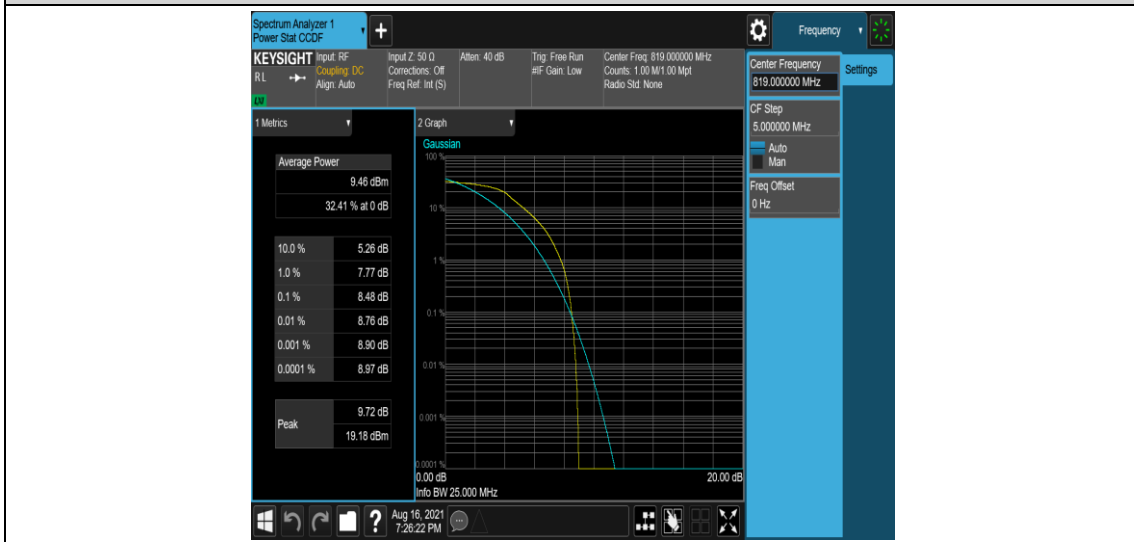 Spectrum Analyzer 1
Power Stat CCDF
+
Frequency
KEYSIGHT
RL
LXI
Input: RF
Coupling: DC
Align: Auto
Input Z: 50 Ω
Corrections: Off
Freq Ref: Int (S)
Atten: 40 dB
Trig: Free Run
#IF Gain: Low
Center Freq: 819.000000 MHz
Counts: 1.00 M/1.00 Mpt
Radio Std: None
Center Frequency
819.000000 MHz
Settings
CF Step
5.000000 MHz
Auto
Man
Freq Offset
0 Hz
1 Metrics
Average Power
9.46 dBm
32.41 % at 0 dB
10.0 % 5.26 dB
1.0 % 7.77 dB
0.1 % 8.48 dB
0.01 % 8.76 dB
0.001 % 8.90 dB
0.0001 % 8.97 dB
Peak
9.72 dB
19.18 dBm
2 Graph
Gaussian
100 %
10 %
1 %
0.1 %
0.01 %
0.001 %
0.0001 %
0.00 dB 20.00 dB
Info BW 25.000 MHz
?
Aug 16, 2021
7:26:22 PM